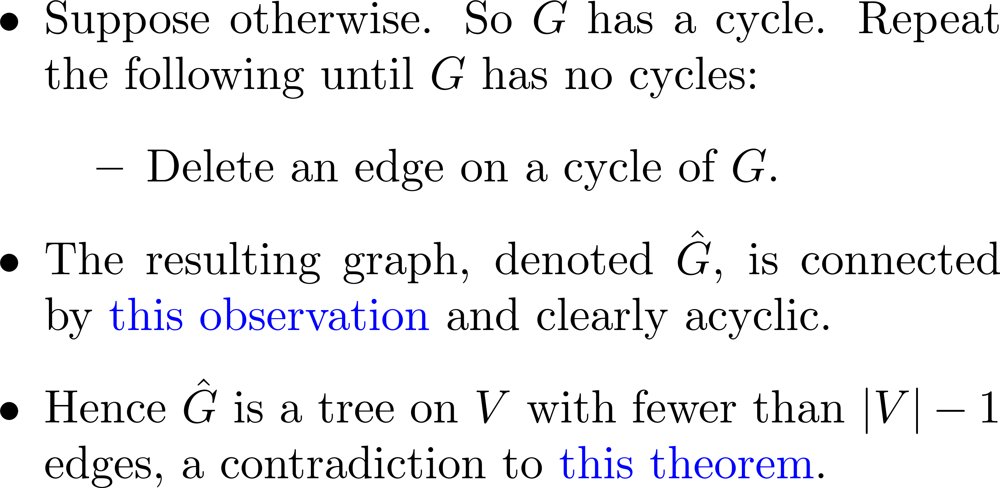 • Suppose otherwise. So G has a cycle. Repeat
the following until G has no cycles:
– Delete an edge on a cycle of G.
• The resulting graph, denoted Ĝ, is connected
by this observation and clearly acyclic.
• Hence Ĝ is a tree on V with fewer than |V| − 1
edges, a contradiction to this theorem.